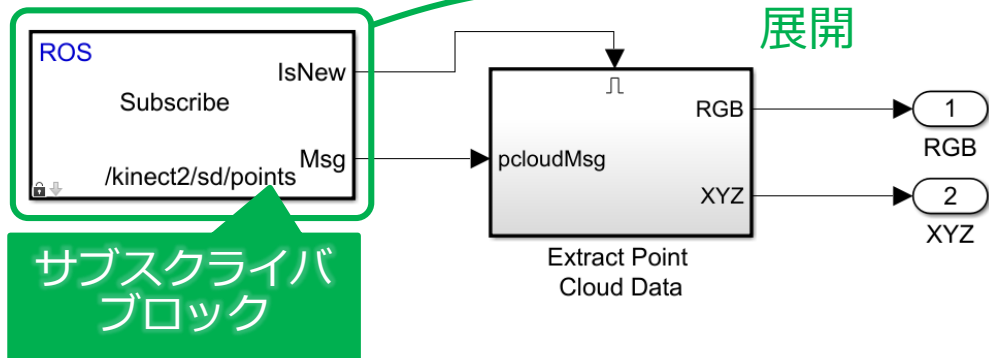 展開
ROS
IsNew
Subscribe
Msg
/kinect2/sd/points
pcloudMsg
RGB
XYZ
Extract Point
Cloud Data
1
RGB
2
XYZ
サブスクライバ
ブロック